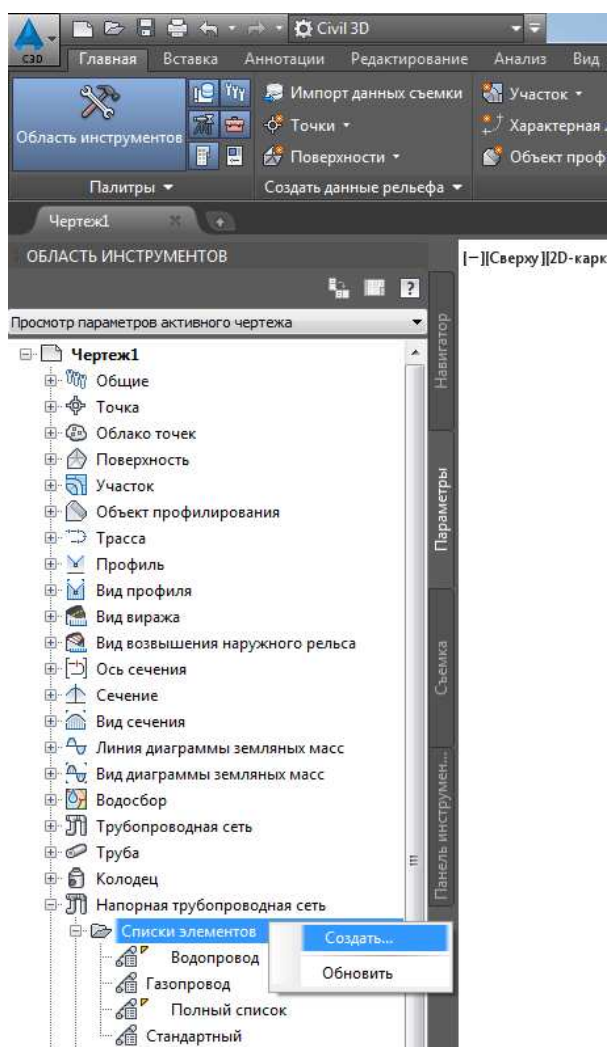 Civil 3D
C3D
Главная Вставка Аннотации Редактирование Анализ Вид
Область инструментов
Импорт данных съемки
Точки
Поверхности
Участок
Характерная
Объект проф
Палитры
Создать данные рельефа
Чертеж1
ОБЛАСТЬ ИНСТРУМЕНТОВ
[−][Сверху][2D-карк
Просмотр параметров активного чертежа
Чертеж1
Общие
Точка
Облако точек
Поверхность
Участок
Объект профилирования
Трасса
Профиль
Вид профиля
Вид виража
Вид возвышения наружного рельса
Ось сечения
Сечение
Вид сечения
Линия диаграммы земляных масс
Вид диаграммы земляных масс
Водосбор
Трубопроводная сеть
Труба
Колодец
Напорная трубопроводная сеть
Списки элементов
Водопровод
Газопровод
Полный список
Стандартный
Создать...
Обновить
Навигатор
Параметры
Съемка
Панель инструмен...